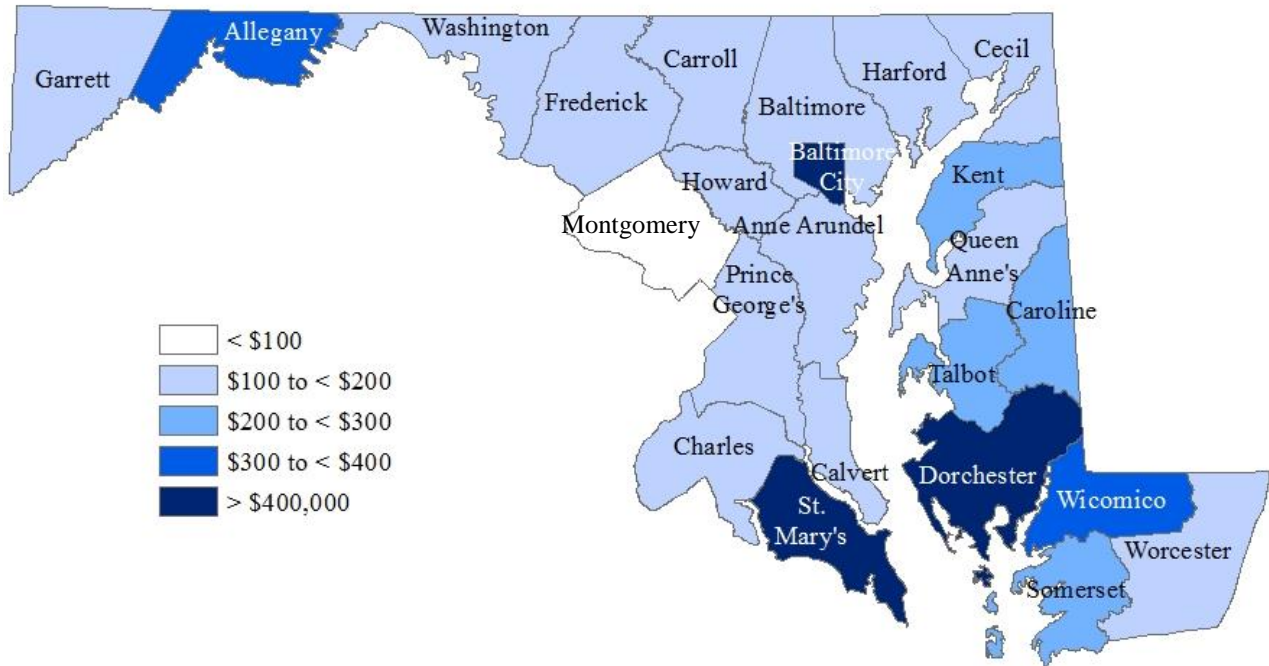 Allegany
Washington
Garrett
Carroll
Cecil
Harford
Frederick
Baltimore
Baltimore
City
Kent
Howard
Montgomery
Anne Arundel
Queen
Anne's
Prince
George's
Caroline
Talbot
Charles
Calvert
Dorchester
St.
Mary's
Wicomico
Worcester
Somerset
< $100
$100 to < $200
$200 to < $300
$300 to < $400
> $400,000